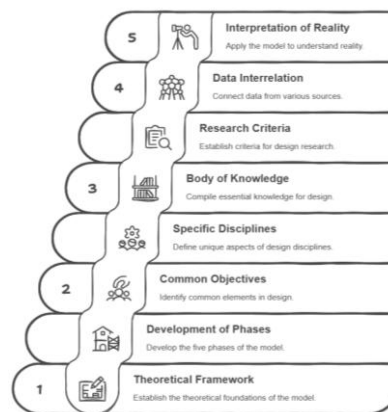 5
Interpretation of Reality
Apply the model to understand reality.
4
Data Interrelation
Connect data from various sources.
Research Criteria
Establish criteria for design research.
3
Body of Knowledge
Compile essential knowledge for design.
Specific Disciplines
Define unique aspects of design disciplines.
2
Common Objectives
Identify common elements in design.
Development of Phases
Develop the five phases of the model.
1
Theoretical Framework
Establish the theoretical foundations of the model.